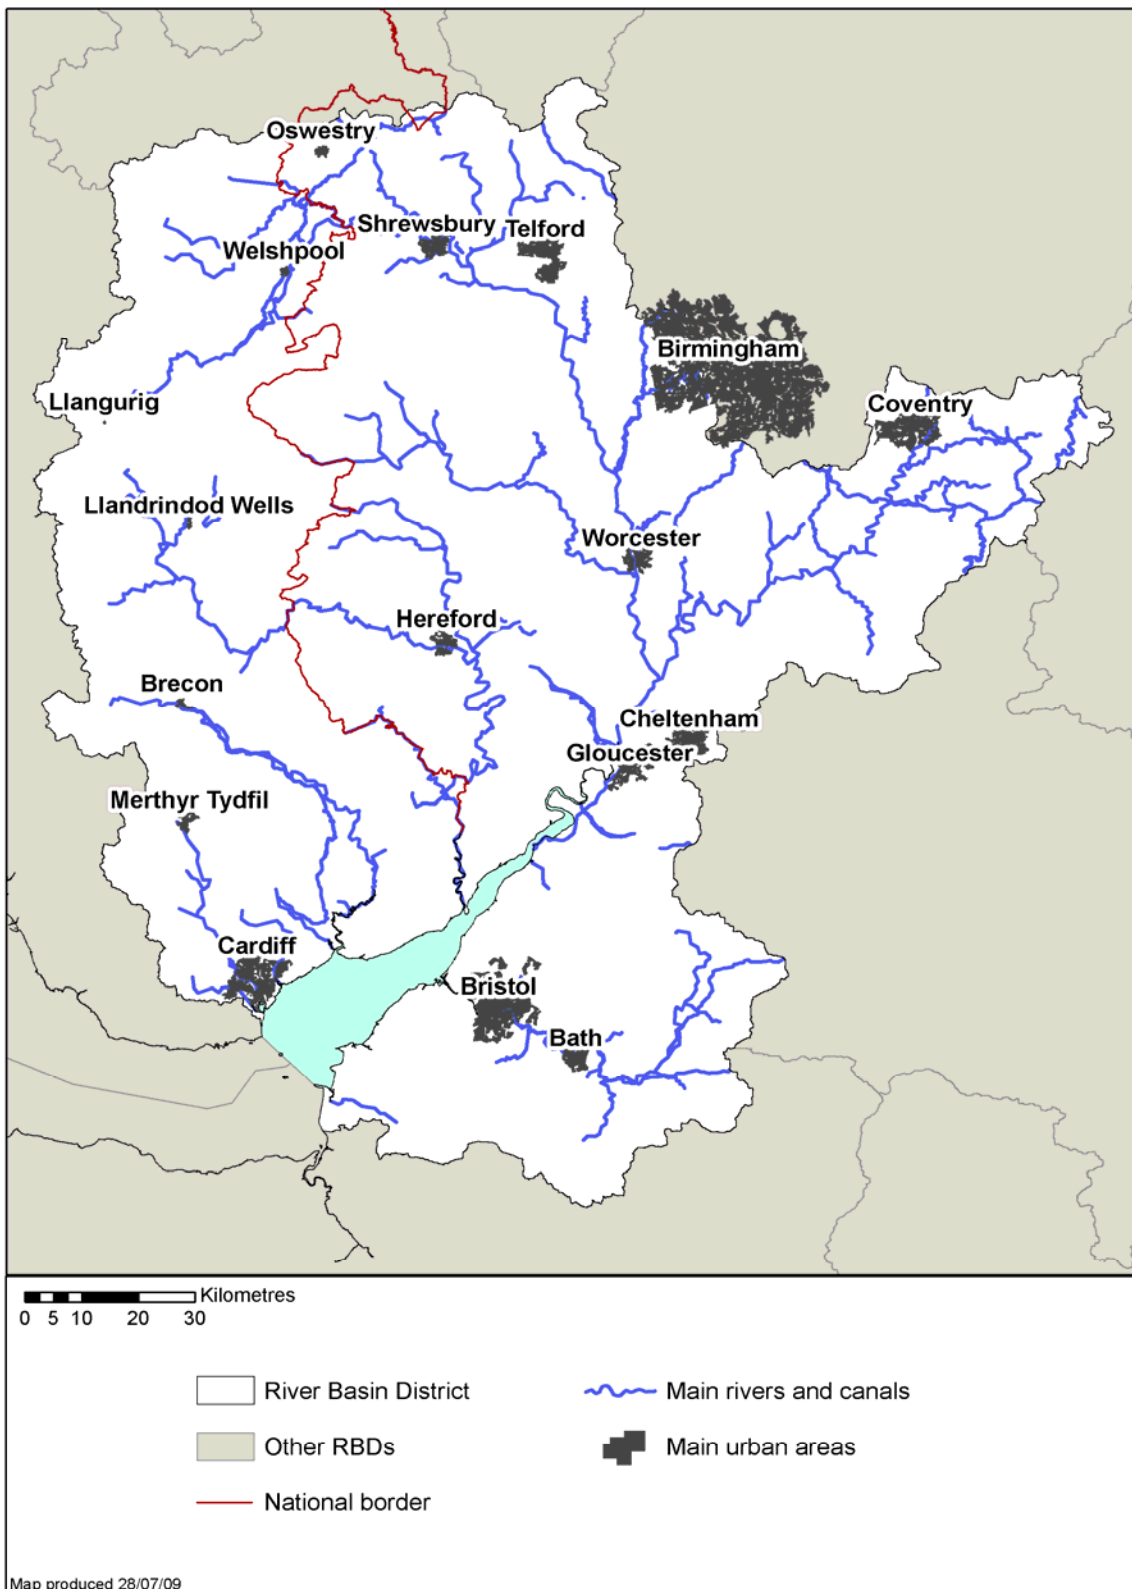 Oswestry
Shrewsbury
Telford
Welshpool
Birmingham
Llangurig
Coventry
Llandrindod Wells
Worcester
Hereford
Brecon
Cheltenham
Gloucester
Merthyr Tydfil
Cardiff
Bristol
Bath
Kilometres
0 5 10 20 30
River Basin District
Main rivers and canals
Other RBDs
Main urban areas
National border
Map produced 28/07/09